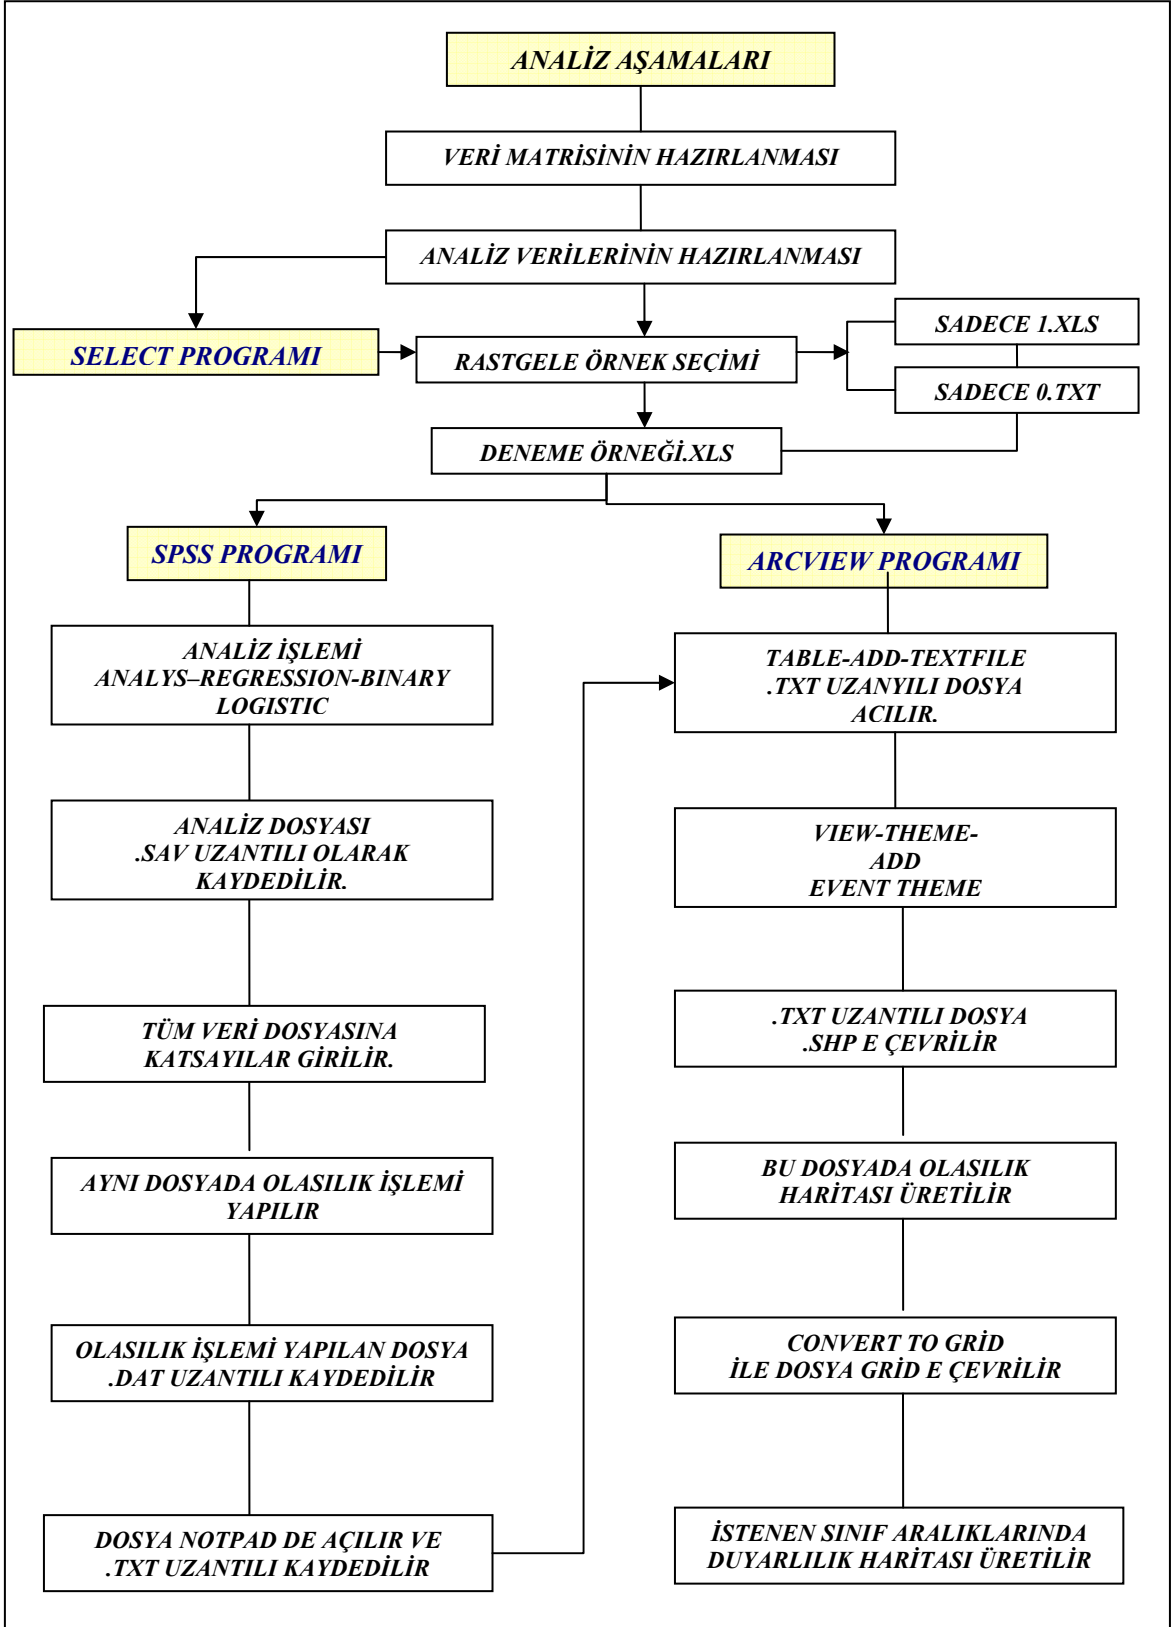 ANALİZ AŞAMALARI
VERİ MATRİSİNİN HAZIRLANMASI
ANALİZ VERİLERİNİN HAZIRLANMASI
SELECT PROGRAMI
RASTGELE ÖRNEK SEÇİMİ
SADECE 1.XLS
SADECE 0.TXT
DENEME ÖRNEĞİ.XLS
SPSS PROGRAMI
ANALİZ İŞLEMİ
ANALYS–REGRESSION-BINARY
LOGISTIC
ANALİZ DOSYASI
.SAV UZANTILI OLARAK
KAYDEDİLİR.
TÜM VERİ DOSYASINA
KATSAYILAR GİRİLİR.
AYNI DOSYADA OLASILIK İŞLEMİ
YAPILIR
OLASILIK İŞLEMİ YAPILAN DOSYA
.DAT UZANTILI KAYDEDİLİR
DOSYA NOTPAD DE AÇILIR VE
.TXT UZANTILI KAYDEDİLİR
ARCVIEW PROGRAMI
TABLE-ADD-TEXTFILE
.TXT UZANYILI DOSYA
ACILIR.
VIEW-THEME-
ADD
EVENT THEME
.TXT UZANTILI DOSYA
.SHP E ÇEVRİLİR
BU DOSYADA OLASILIK
HARİTASI ÜRETİLİR
CONVERT TO GRİD
İLE DOSYA GRİD E ÇEVRİLİR
İSTENEN SINIF ARALIKLARINDA
DUYARLILIK HARİTASI ÜRETİLİR